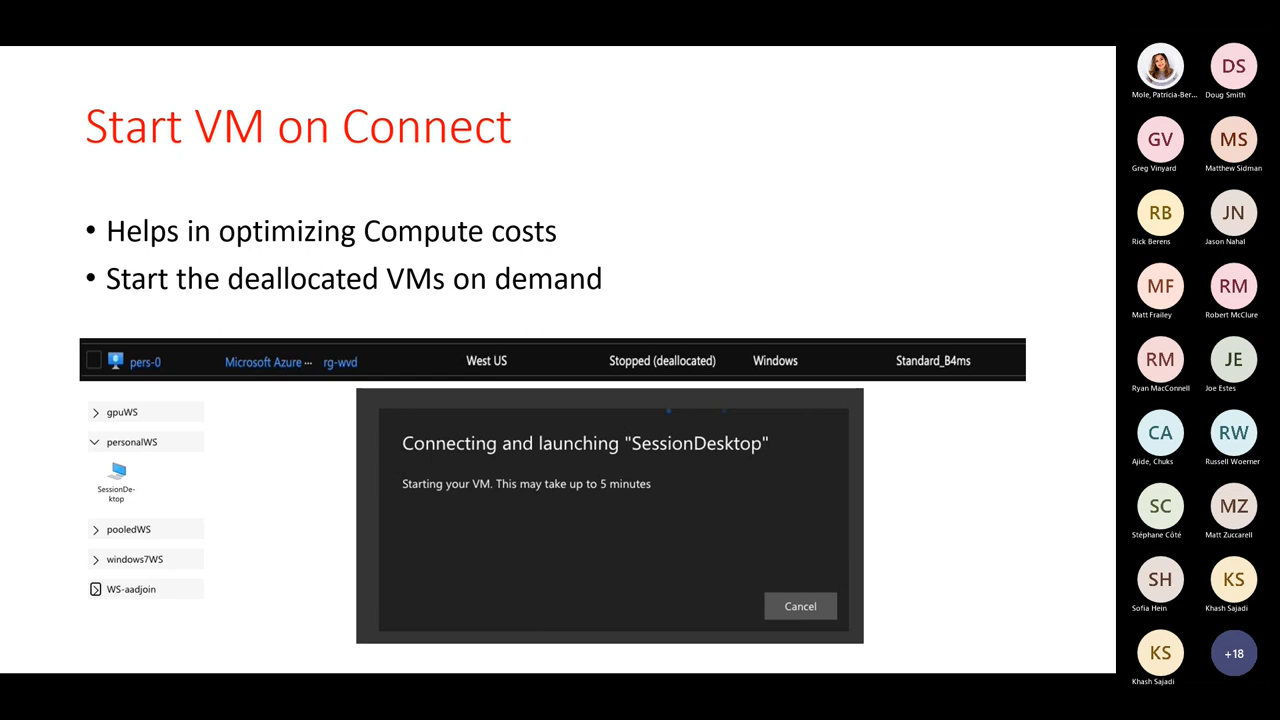 Start VM on Connect
• Helps in optimizing Compute costs
• Start the deallocated VMs on demand
pers-0 Microsoft Azure ··· rg-wvd West US Stopped (deallocated) Windows Standard_B4ms
gpuWS
personalWS
SessionDe-
ktop
pooledWS
windows7WS
WS-aadjoin
Connecting and launching "SessionDesktop"
Starting your VM. This may take up to 5 minutes
Cancel
DS
Mole, Patricia-Ber... Doug Smith
GV MS
Greg Vinyard Matthew Sidman
RB JN
Rick Berens Jason Nahal
MF RM
Matt Frailey Robert McClure
RM JE
Ryan MacConnell Joe Estes
CA RW
Ajide, Chuks Russell Woerner
SC MZ
Stéphane Côté Matt Zuccarell
SH KS
Sofia Hein Khash Sajadi
KS +18
Khash Sajadi